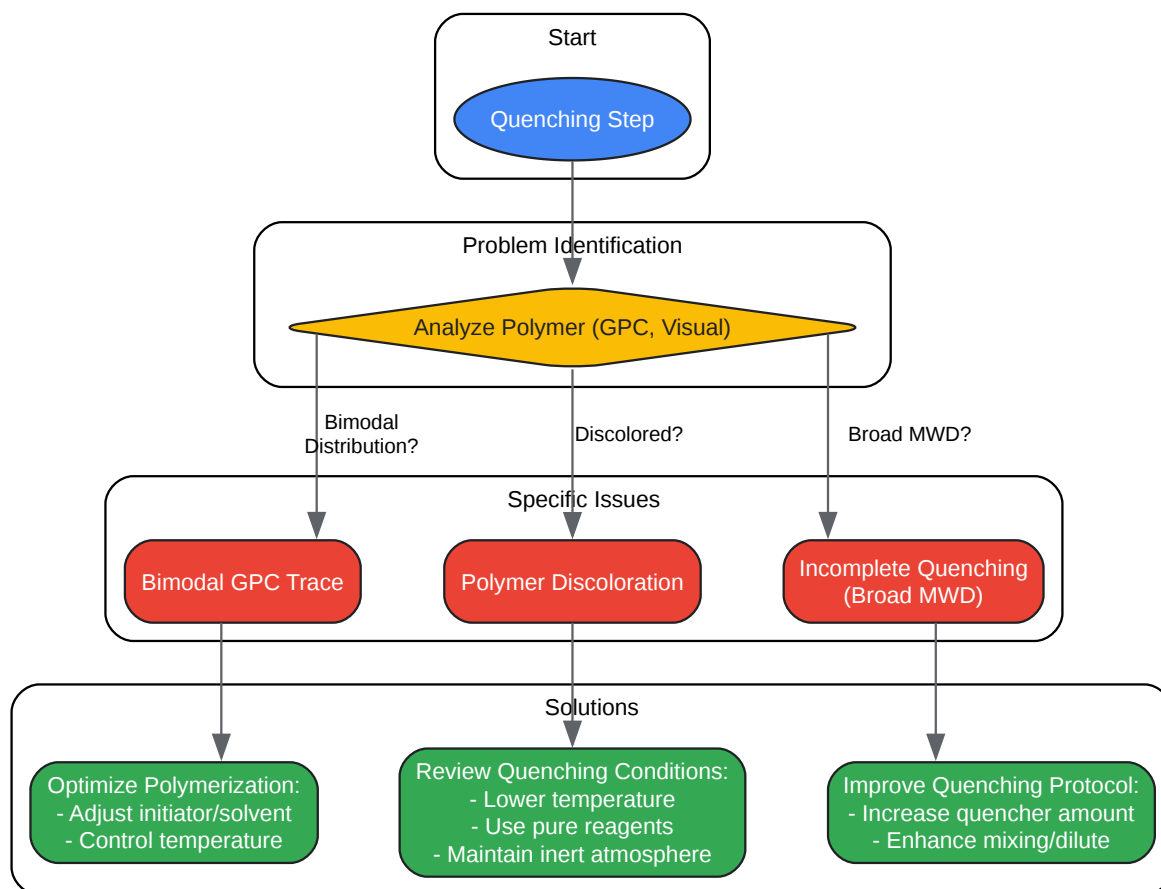 Start
Quenching Step
Problem Identification
Analyze Polymer (GPC, Visual)
Bimodal
Distribution?
Discolored?
Broad MWD?
Specific Issues
Bimodal GPC Trace
Polymer Discoloration
Incomplete Quenching
(Broad MWD)
Solutions
Optimize Polymerization:
- Adjust initiator/solvent
- Control temperature
Review Quenching Conditions:
- Lower temperature
- Use pure reagents
- Maintain inert atmosphere
Improve Quenching Protocol:
- Increase quencher amount
- Enhance mixing/dilute